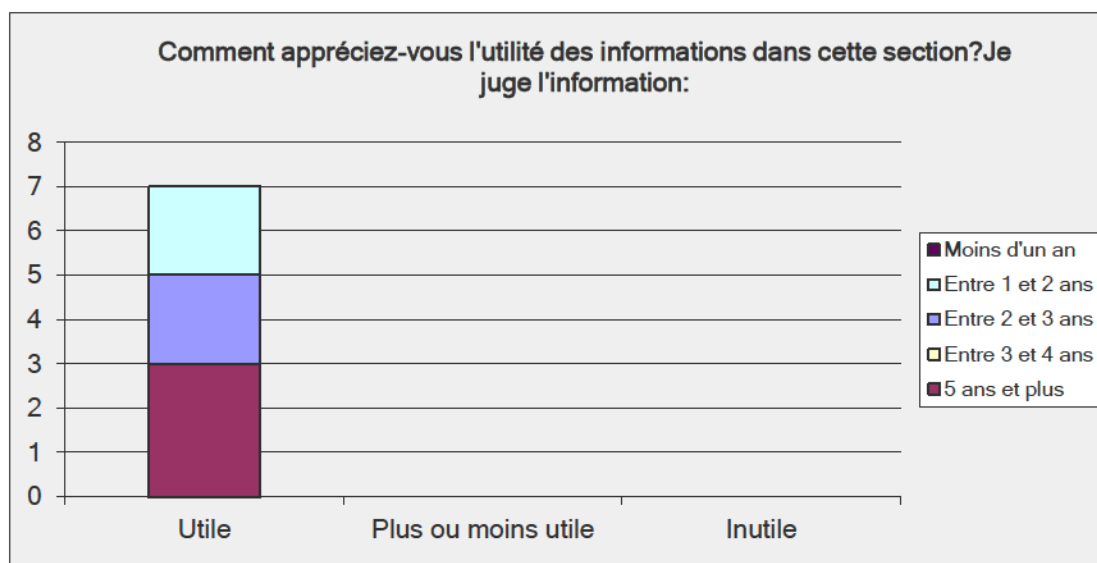 Comment appréciez-vous l'utilité des informations dans cette section?Je
juge l'information:
8
7
6
5
4
3
2
1
0
Utile
Plus ou moins utile
Inutile
Moins d'un an
Entre 1 et 2 ans
Entre 2 et 3 ans
Entre 3 et 4 ans
5 ans et plus